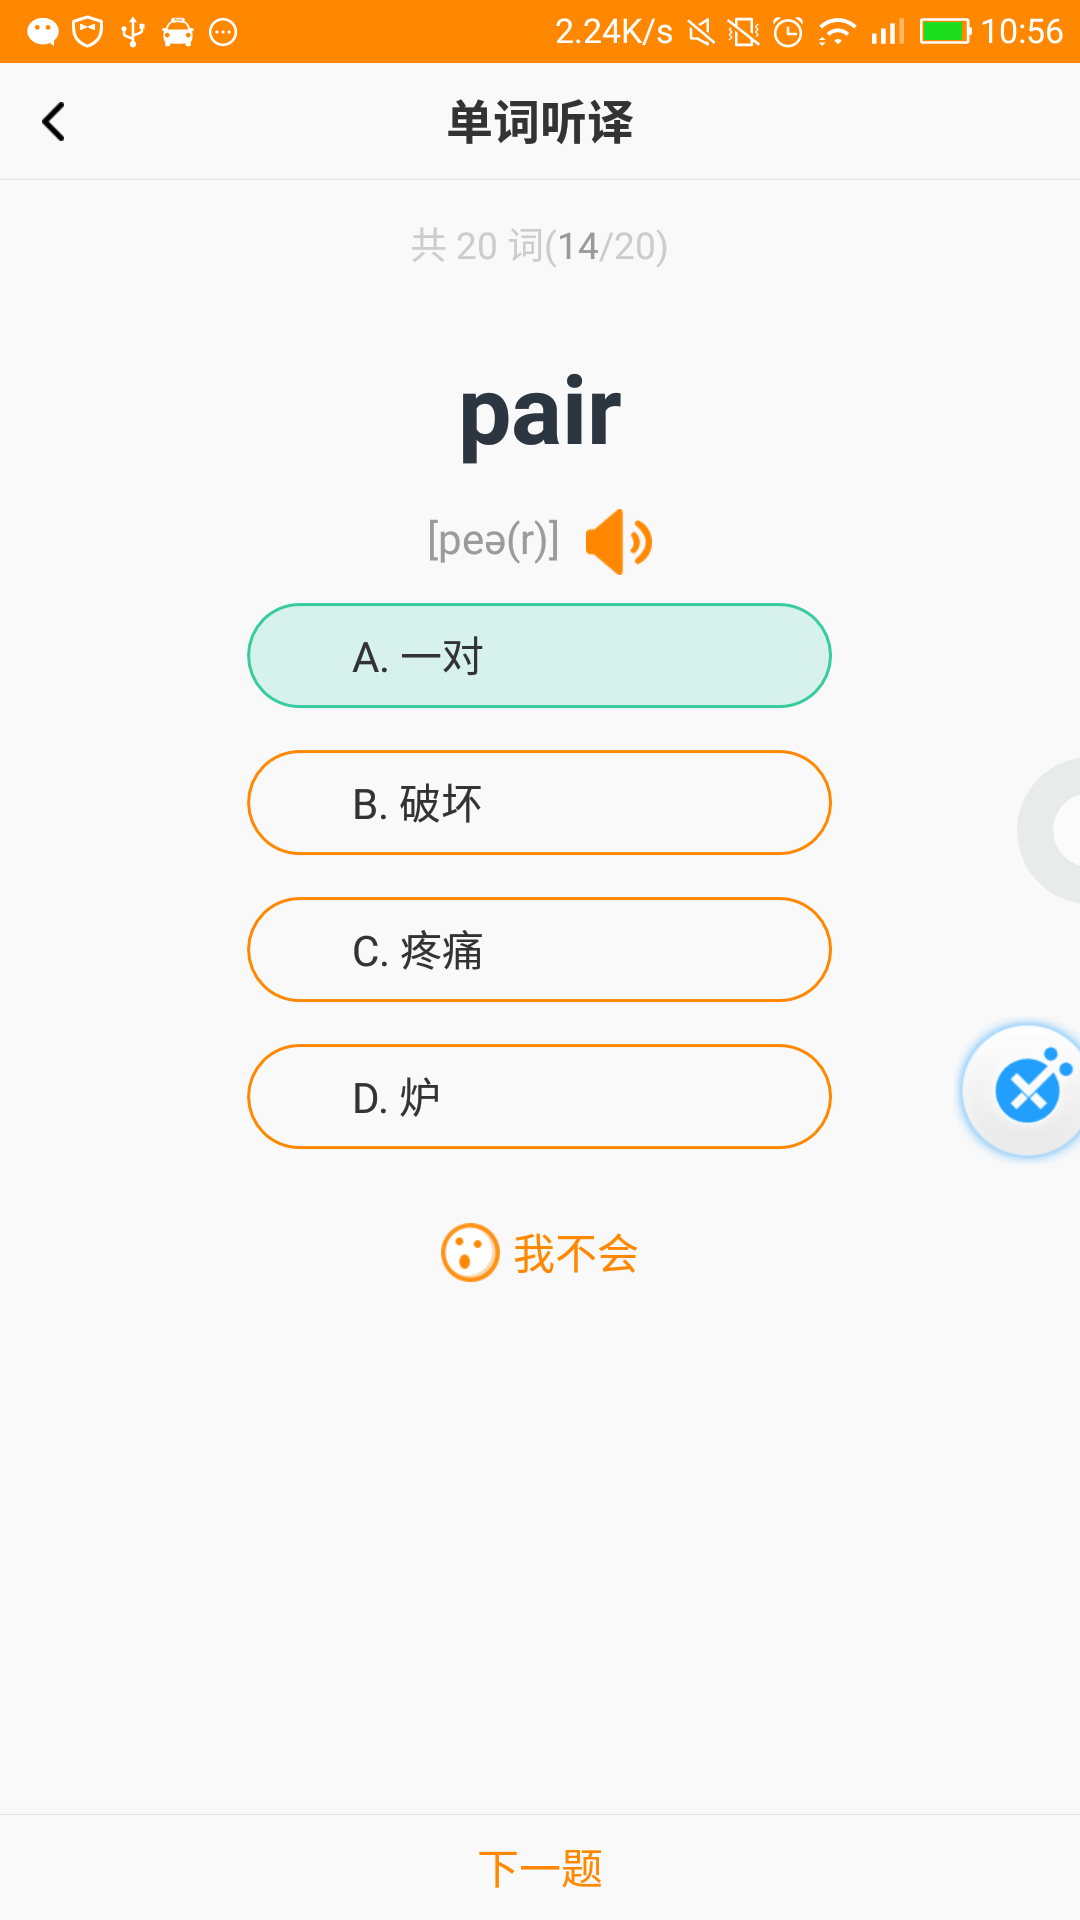 2.24K/s 10:56
单词听译
共 20 词(14/20)
pair
[peə(r)]
A. 一对
B. 破坏
C. 疼痛
D. 炉
我不会
下一题